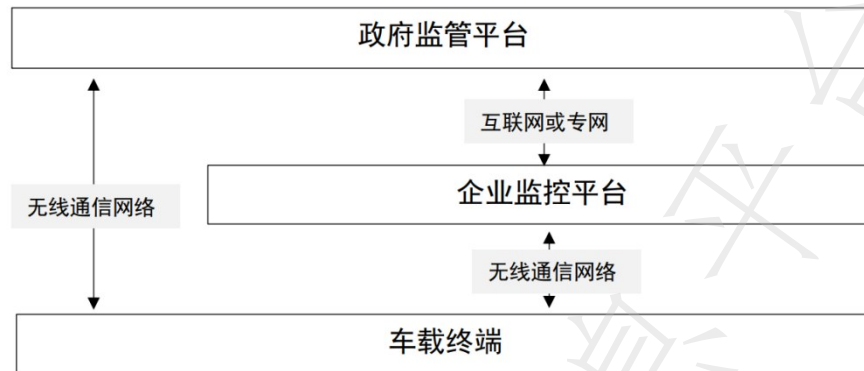 政府监管平台
互联网或专网
企业监控平台
无线通信网络
无线通信网络
车载终端